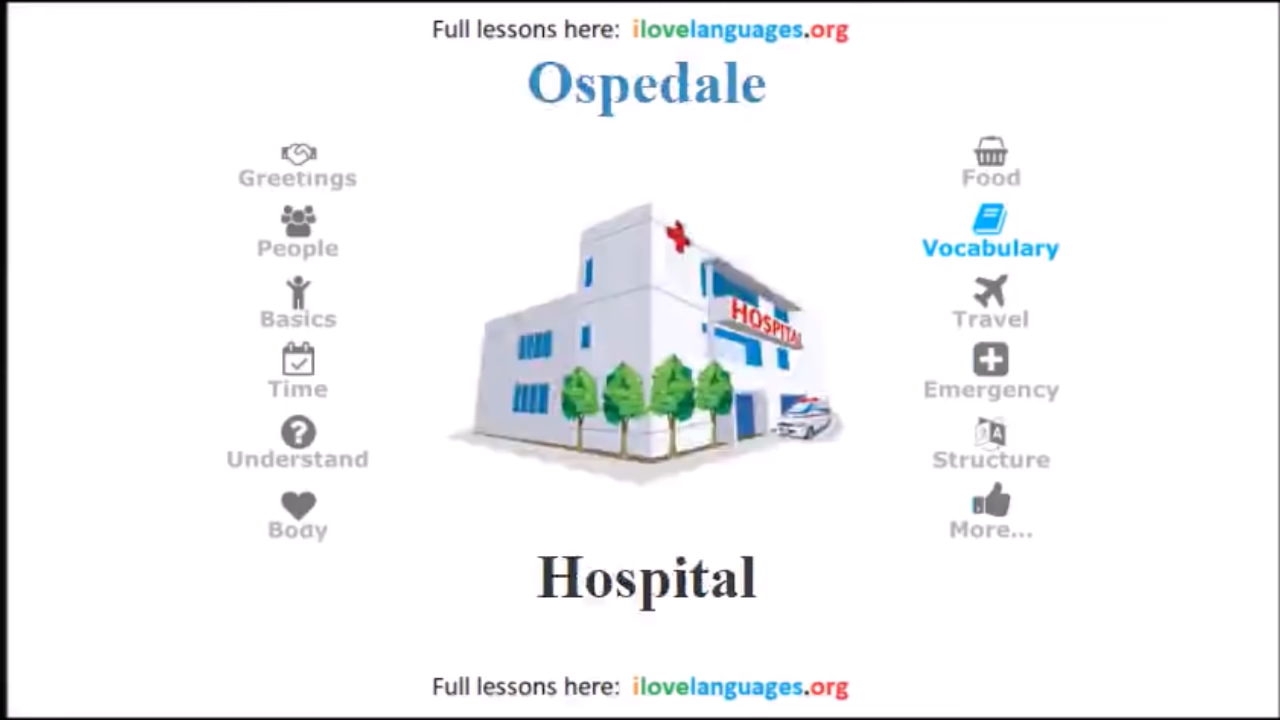 Full lessons here: ilovelanguages.org
Ospedale
Greetings
People
Basics
Time
Understand
Body
HOSPITAL
Food
Vocabulary
Travel
Emergency
Structure
More...
Hospital
Full lessons here: ilovelanguages.org